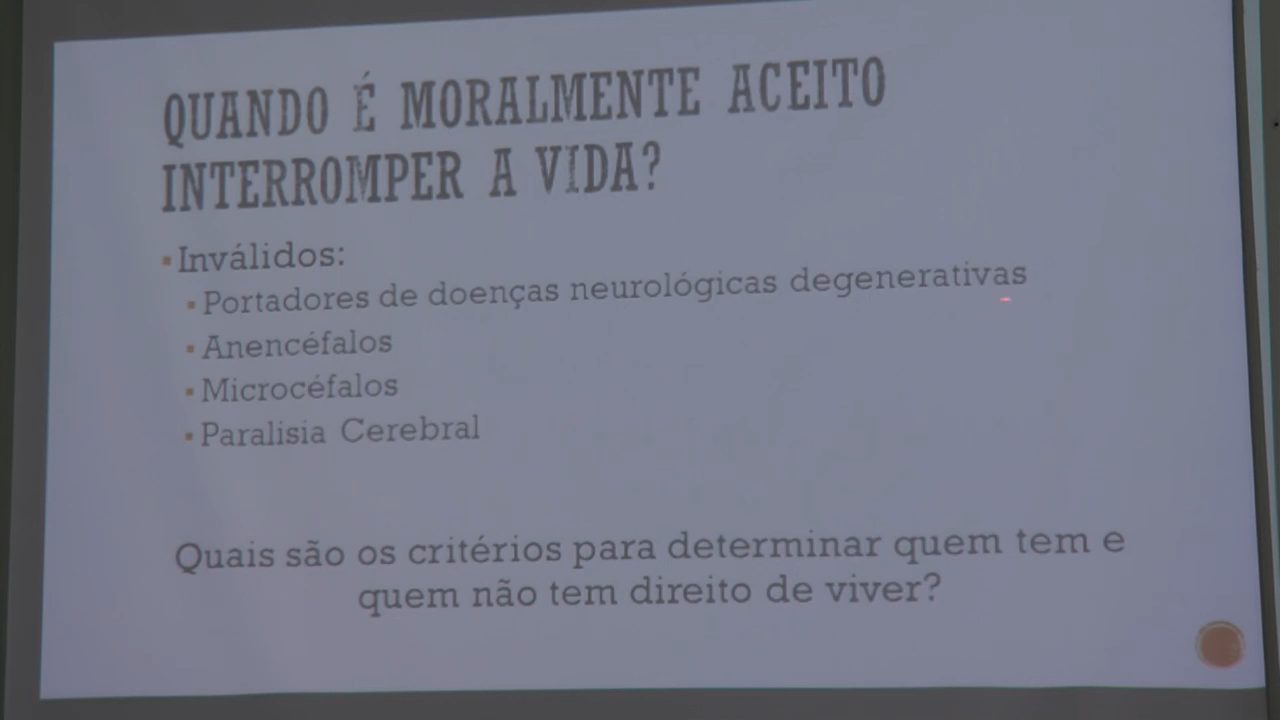 QUANDO É MORALMENTE ACEITO
INTERROMPER A VIDA?
▪Inválidos:
▪Portadores de doenças neurológicas degenerativas
▪Anencéfalos
▪Microcéfalos
▪Paralisia Cerebral
Quais são os critérios para determinar quem tem e
quem não tem direito de viver?